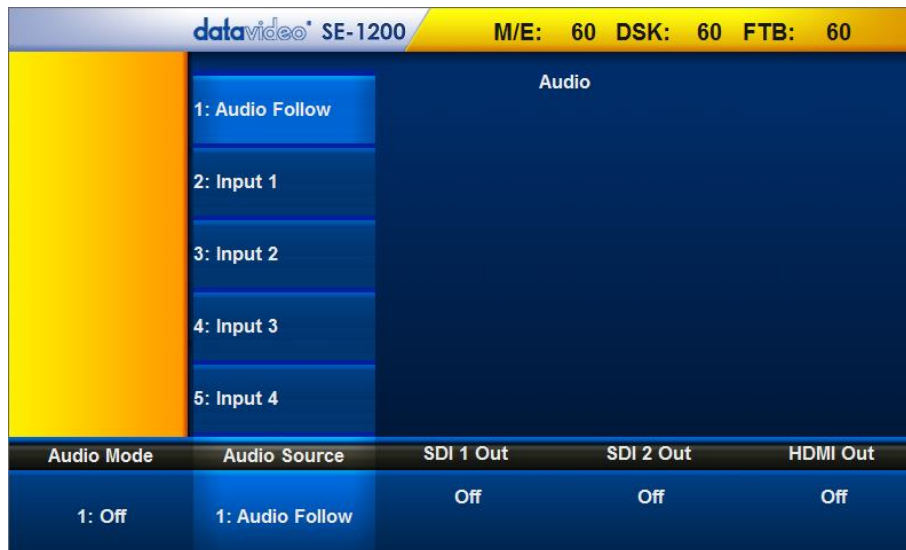 datavideo SE-1200 M/E: 60 DSK: 60 FTB: 60
Audio
1: Audio Follow
2: Input 1
3: Input 2
4: Input 3
5: Input 4
Audio Mode Audio Source SDI 1 Out SDI 2 Out HDMI Out
1: Off 1: Audio Follow Off Off Off